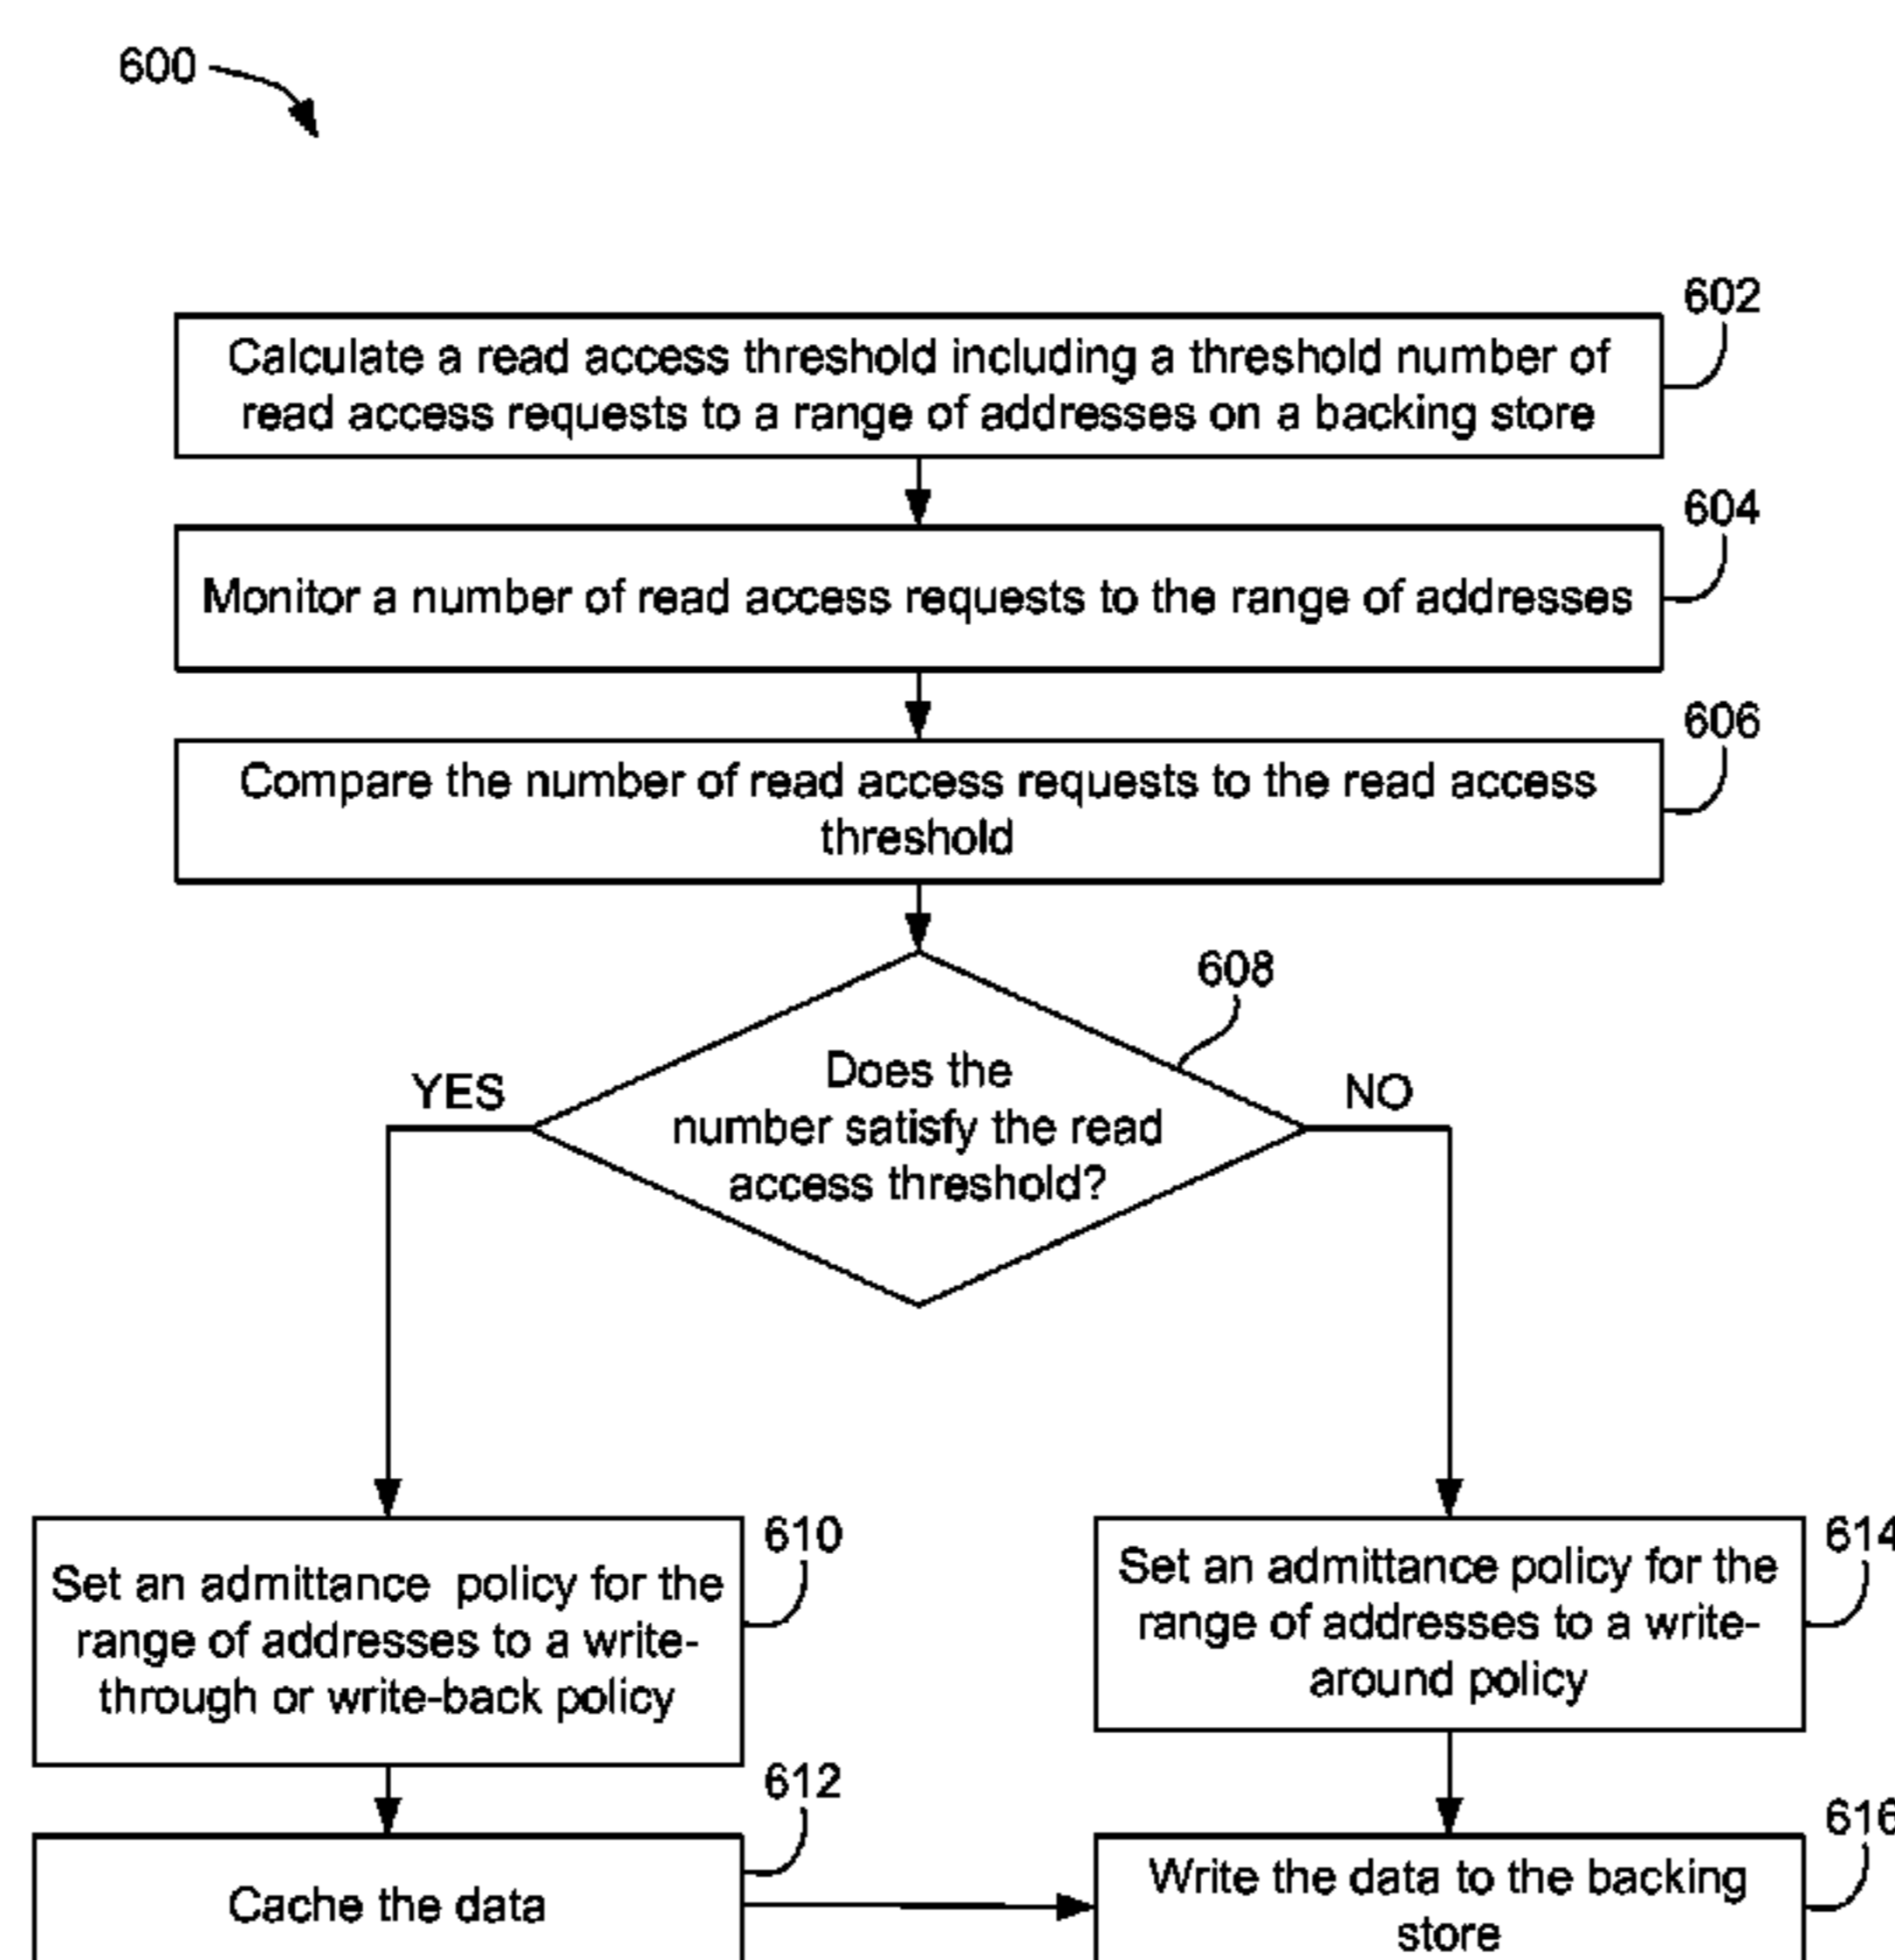 600
602
Calculate a read access threshold including a threshold number of
read access requests to a range of addresses on a backing store
604
Monitor a number of read access requests to the range of addresses
606
Compare the number of read access requests to the read access
threshold
608
Does the
number satisfy the read
access threshold?
YES
NO
610
Set an admittance policy for the
range of addresses to a write-
through or write-back policy
614
Set an admittance policy for the
range of addresses to a write-
around policy
612
Cache the data
616
Write the data to the backing
store